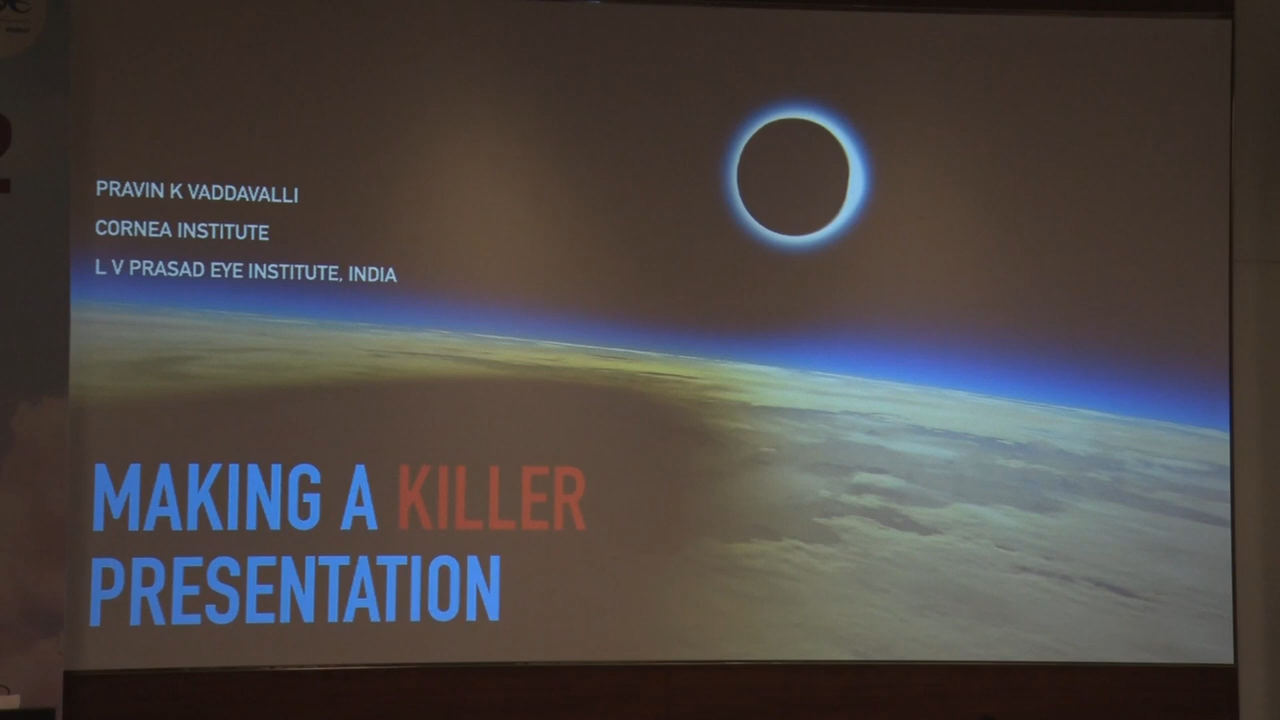 PRAVIN K VADDAVALLI
CORNEA INSTITUTE
L V PRASAD EYE INSTITUTE, INDIA
MAKING A KILLER
PRESENTATION